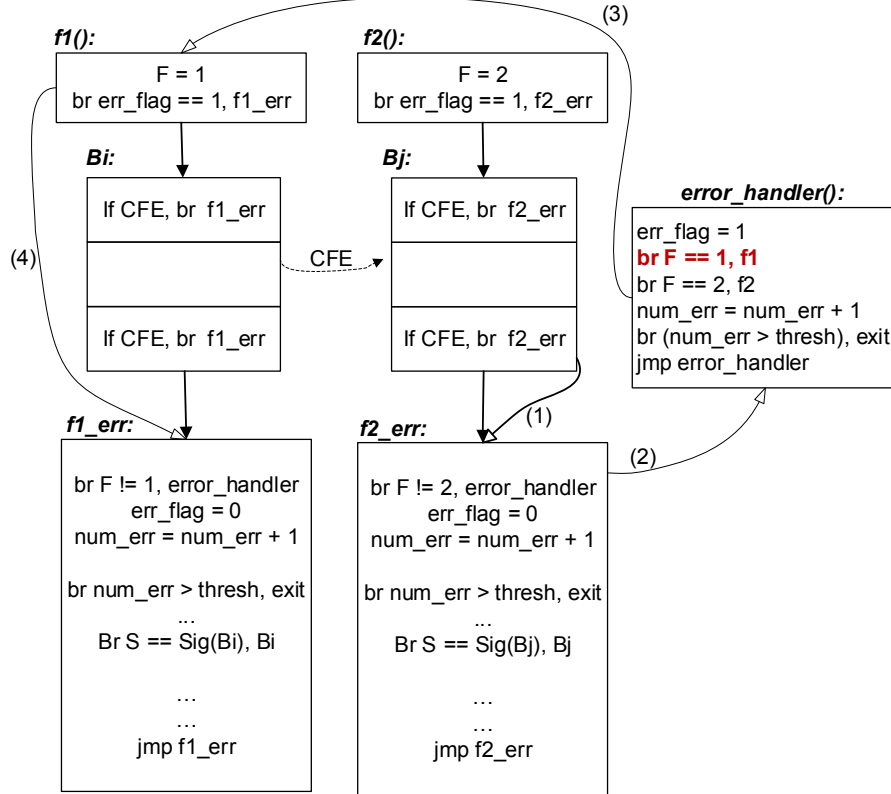 (3)
f1():
f2():
F = 1
br err_flag == 1, f1_err
F = 2
br err_flag == 1, f2_err
Bi:
Bj:
If CFE, br f1_err
If CFE, br f2_err
error_handler():
err_flag = 1
br F == 1, f1
br F == 2, f2
num_err = num_err + 1
br (num_err > thresh), exit
jmp error_handler
(4)
CFE
If CFE, br f1_err
If CFE, br f2_err
(1)
f1_err:
f2_err:
(2)
br F != 1, error_handler
err_flag = 0
num_err = num_err + 1
br num_err > thresh, exit
...
Br S == Sig(Bi), Bi
...
...
jmp f1_err
br F != 2, error_handler
err_flag = 0
num_err = num_err + 1
br num_err > thresh, exit
...
Br S == Sig(Bj), Bj
...
...
jmp f2_err